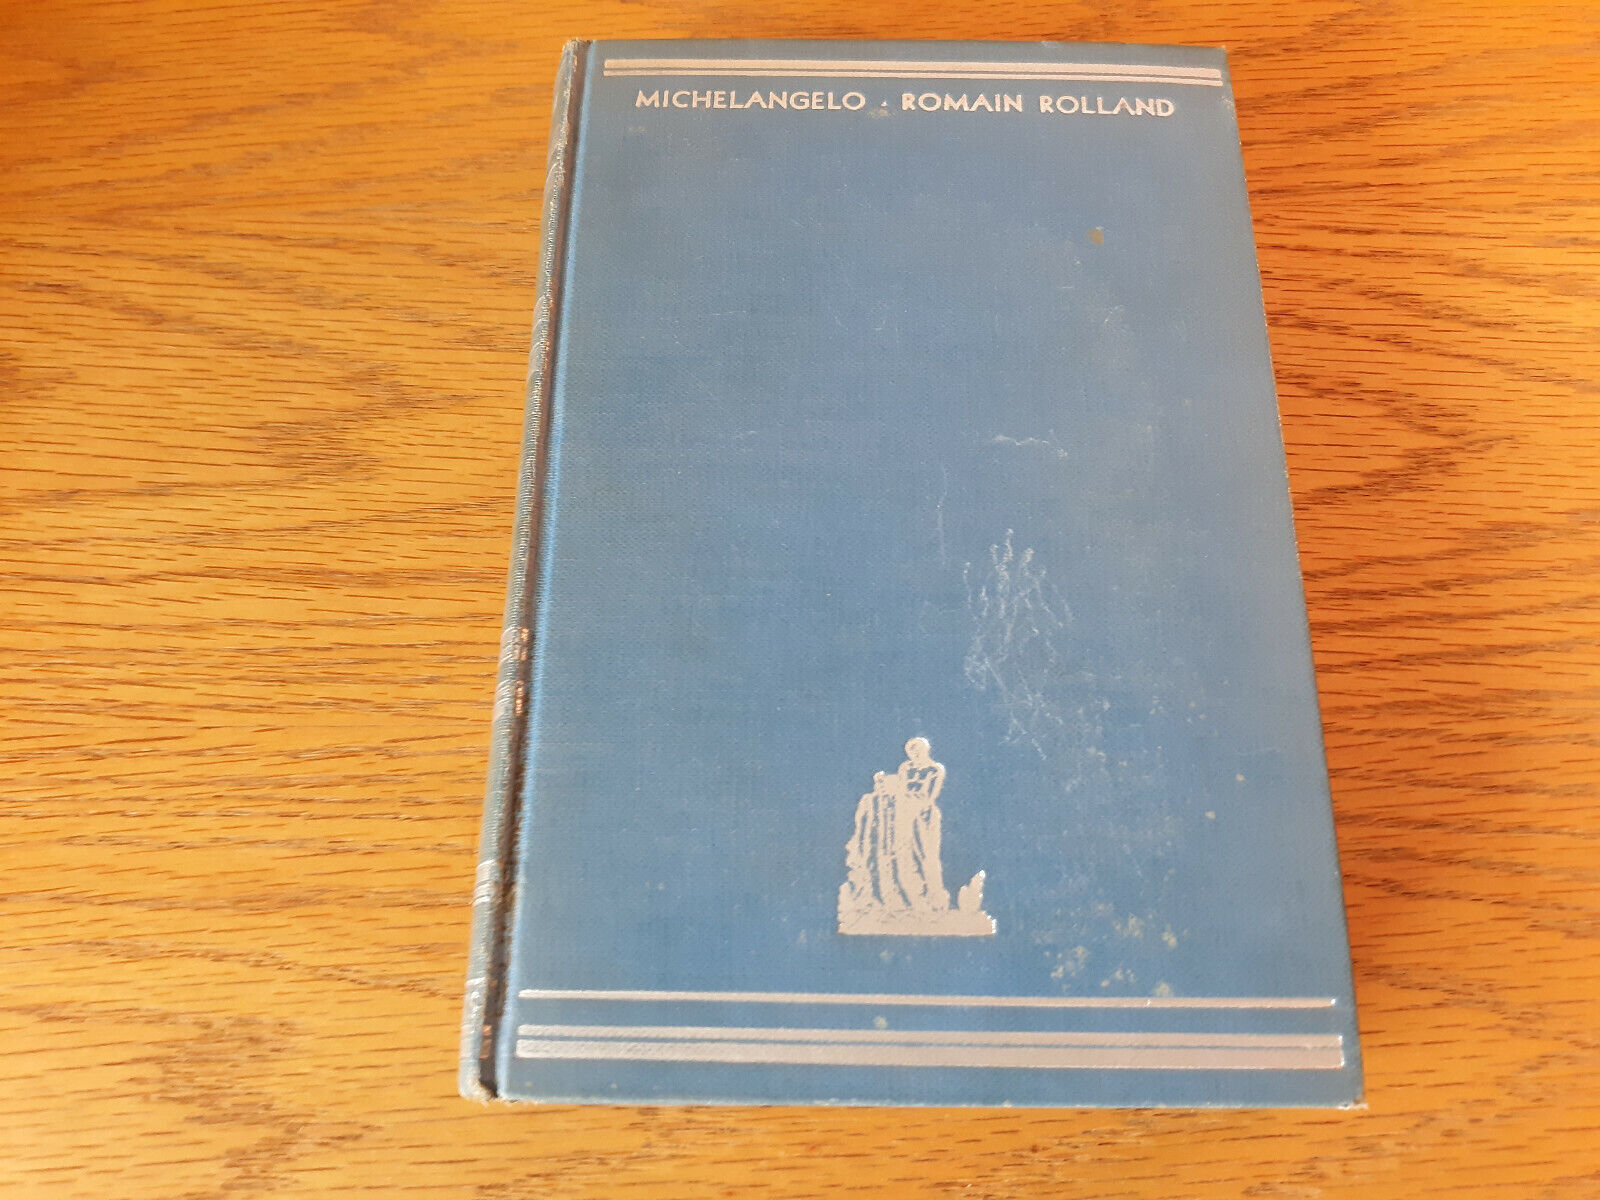 MICHELANGELO . ROMAIN ROLLAND